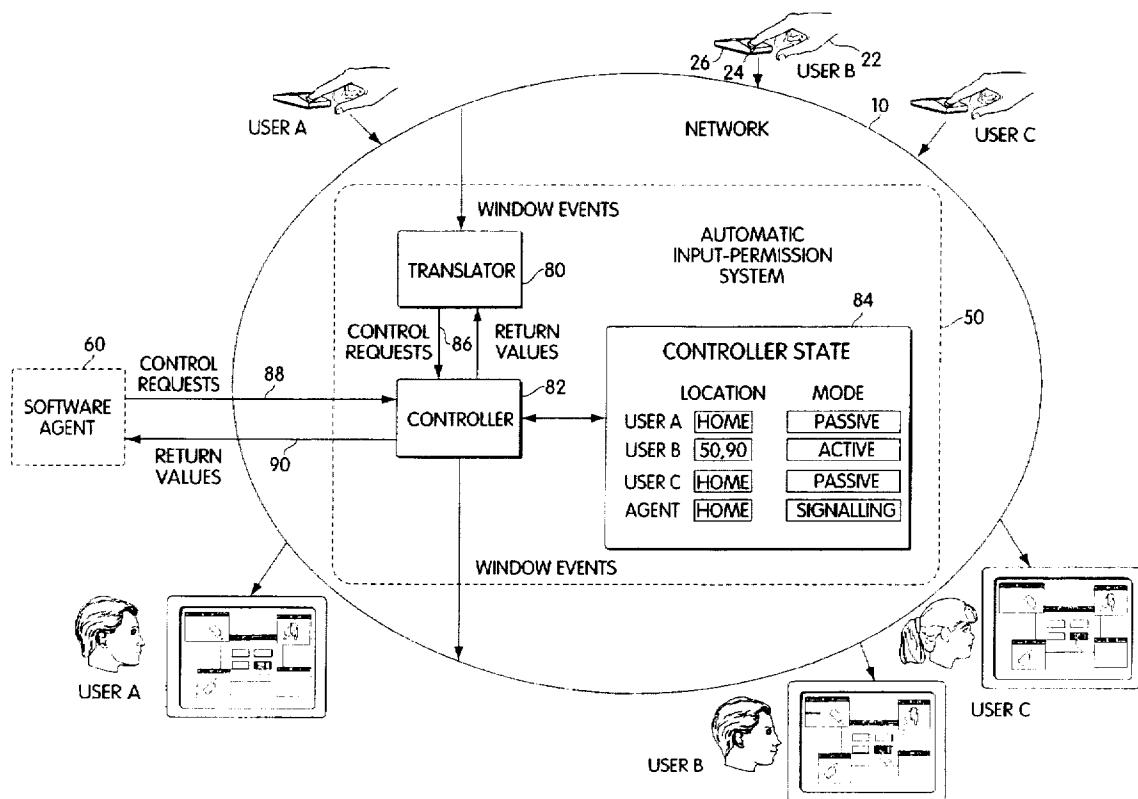 26
24
USER B
22
USER A
10
USER C
NETWORK
WINDOW EVENTS
AUTOMATIC
INPUT-PERMISSION
SYSTEM
TRANSLATOR
80
84
50
CONTROL
REQUESTS
86
RETURN
VALUES
60
CONTROL
REQUESTS
88
SOFTWARE
AGENT
82
CONTROLLER
RETURN
VALUES
90
CONTROLLER STATE
LOCATION MODE
USER A HOME PASSIVE
USER B 50,90 ACTIVE
USER C HOME PASSIVE
AGENT HOME SIGNALLING
WINDOW EVENTS
USER A
USER B
USER C